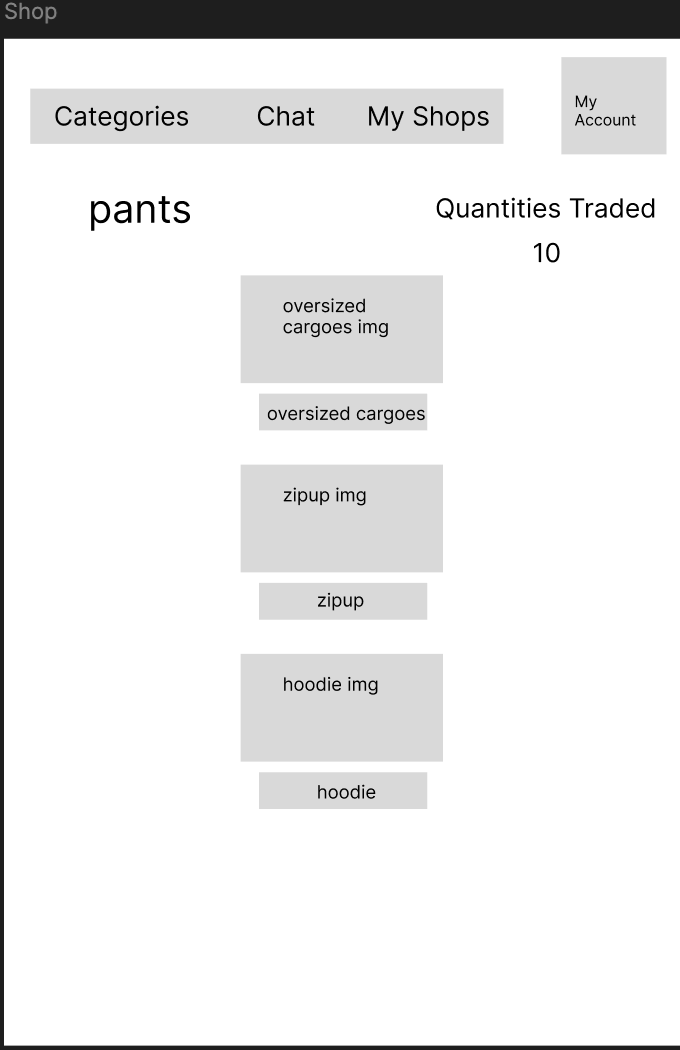 Shop
Categories Chat My Shops
My
Account
pants
Quantities Traded
10
oversized
cargoes img
oversized cargoes
zipup img
zipup
hoodie img
hoodie